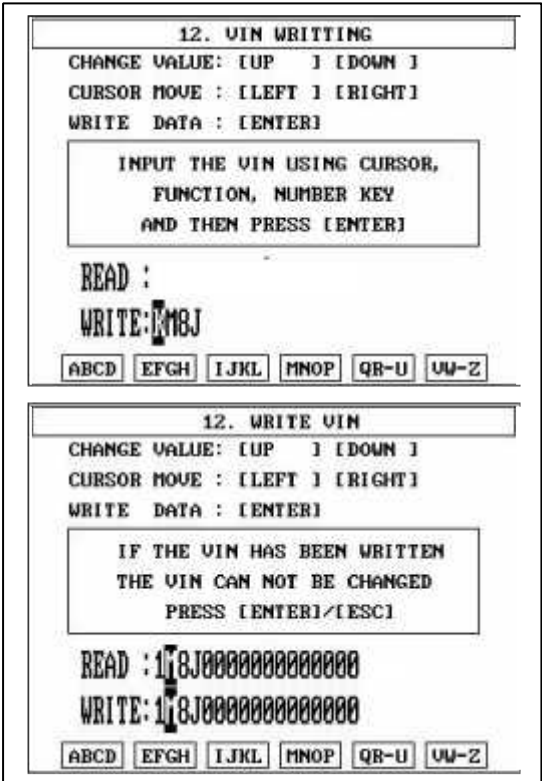 12. VIN WRITTING
CHANGE VALUE: [UP ] [DOWN ]
CURSOR MOVE : [LEFT ] [RIGHT]
WRITE DATA : [ENTER]
INPUT THE VIN USING CURSOR,
FUNCTION, NUMBER KEY
AND THEN PRESS [ENTER]
READ :
WRITE:KM8J
ABCD EFGH IJKL MNOP QR-U VW-Z
12. WRITE VIN
CHANGE VALUE: [UP ] [DOWN ]
CURSOR MOVE : [LEFT ] [RIGHT]
WRITE DATA : [ENTER]
IF THE VIN HAS BEEN WRITTEN
THE VIN CAN NOT BE CHANGED
PRESS [ENTER]/[ESC]
READ :
WRITE:
ABCD EFGH IJKL MNOP QR-U VW-Z